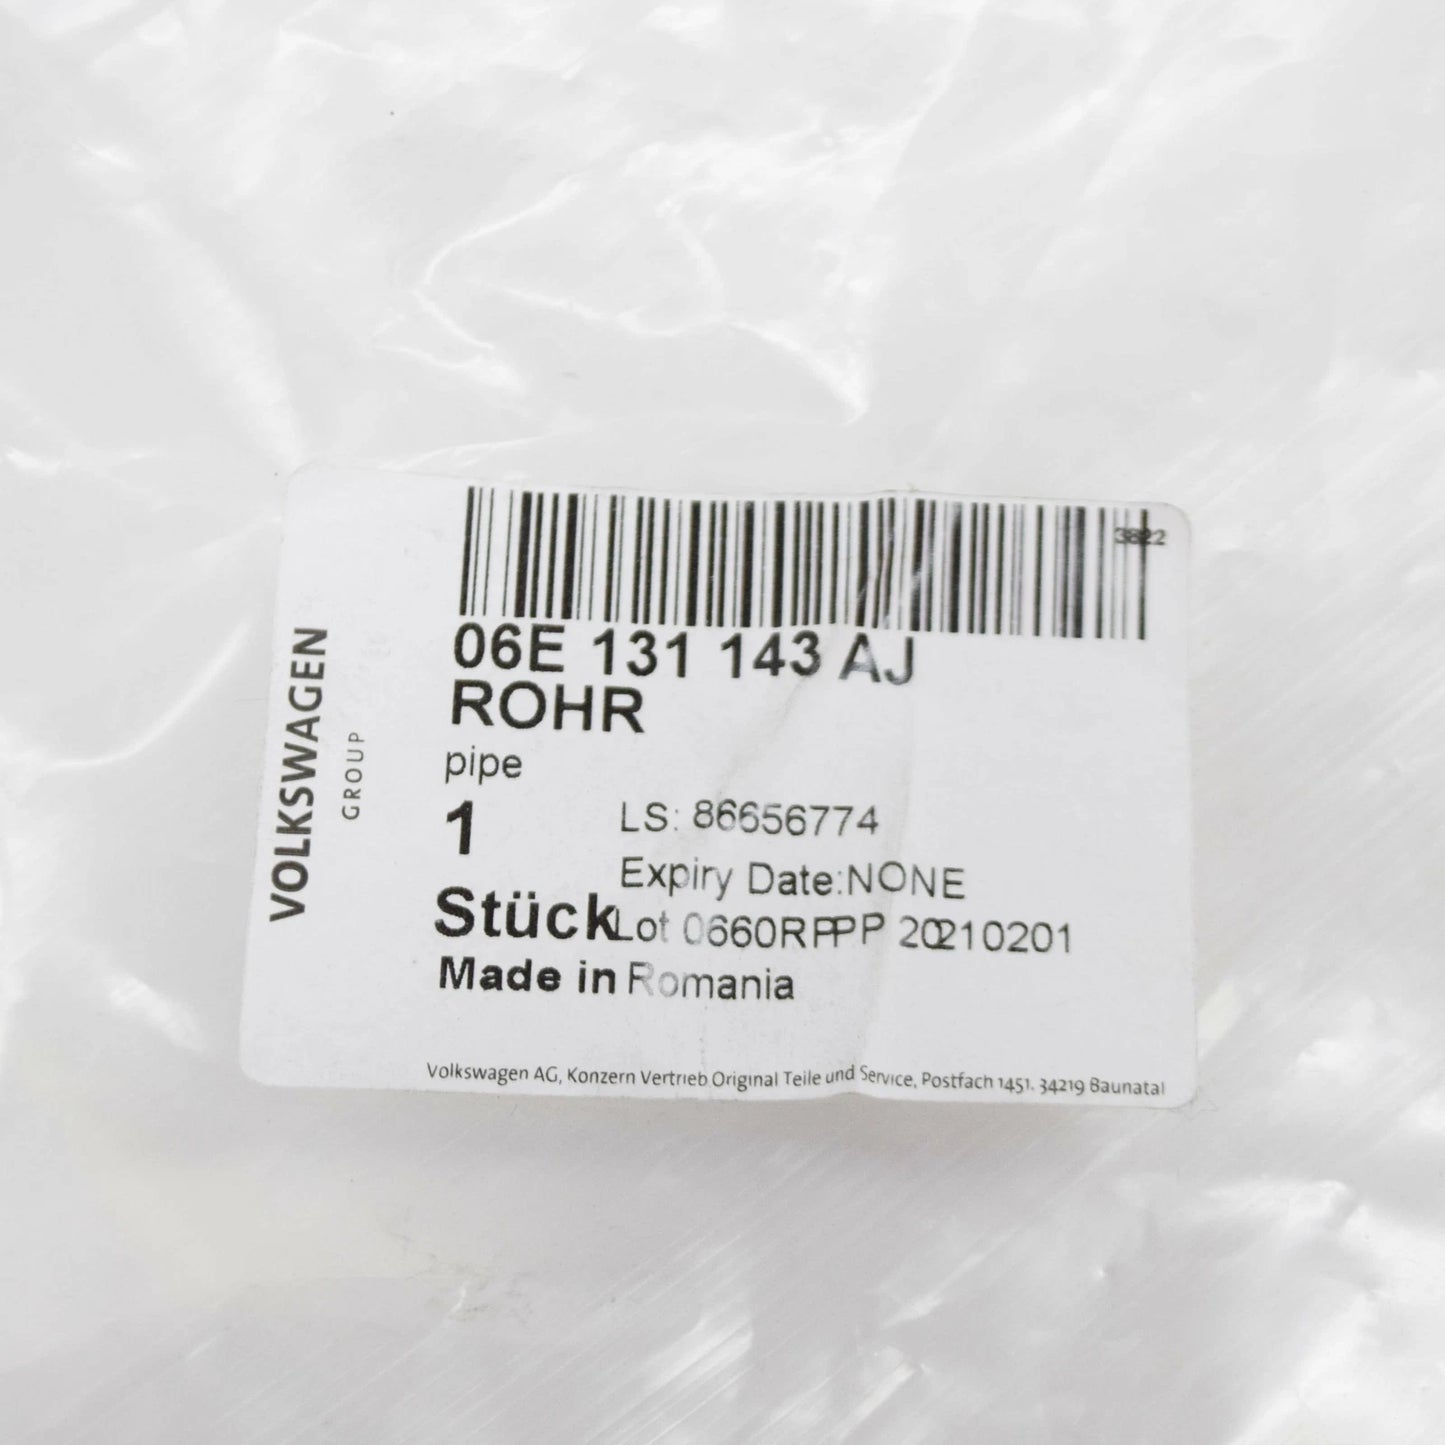 VOLKSWAGEN
GROUP
3822
06E 131 143 AJ
ROHR
pipe
1
LS: 86656774
Expiry Date:NONE
Stück Lot 0660RPPP 20210201
Made in Romania
Volkswagen AG, Konzern Vertrieb Original Teile und Service, Postfach 1451. 34219 Baunatal